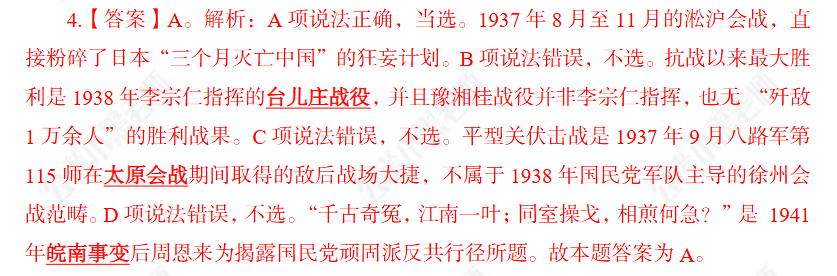 4.【答案】A。解析：A 项说法正确，当选。1937 年 8 月至 11 月的淞沪会战，直
接粉碎了日本“三个月灭亡中国”的狂妄计划。B 项说法错误，不选。抗战以来最大胜
利是 1938 年李宗仁指挥的台儿庄战役，并且豫湘桂战役并非李宗仁指挥，也无 “歼敌
1 万余人”的胜利战果。C 项说法错误，不选。平型关伏击战是 1937 年 9 月八路军第
115 师在太原会战期间取得的敌后战场大捷，不属于 1938 年国民党军队主导的徐州会
战范畴。D 项说法错误，不选。“千古奇冤，江南一叶；同室操戈，相煎何急？”是 1941
年皖南事变后周恩来为揭露国民党顽固派反共行径所题。故本题答案为 A。